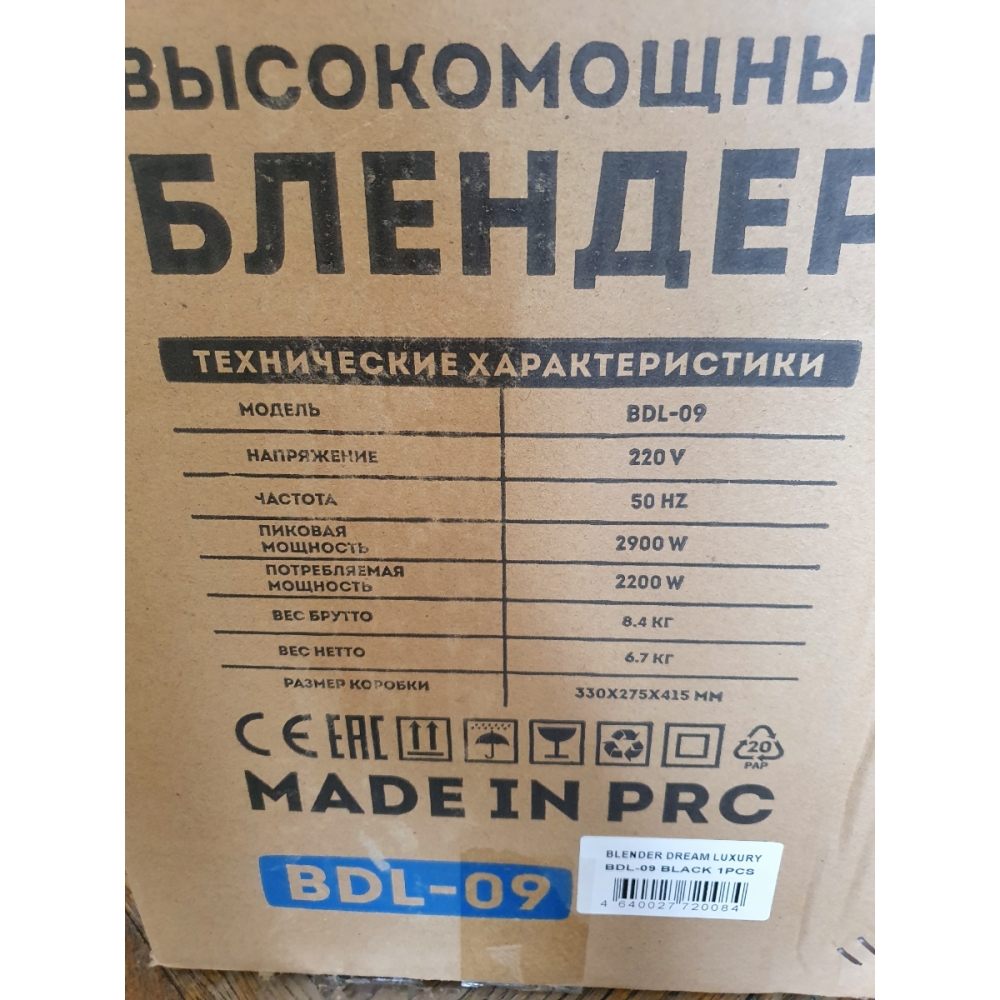 ВЫСОКОМОЩНЫ
БЛЕНДЕР
ТЕХНИЧЕСКИЕ ХАРАКТЕРИСТИКИ
МОДЕЛЬ BDL-09
НАПРЯЖЕНИЕ 220 V
ЧАСТОТА 50 HZ
ПИКОВАЯ
МОЩНОСТЬ 2900 W
ПОТРЕБЛЯЕМАЯ
МОЩНОСТЬ 2200 W
ВЕС БРУТТО 8.4 КГ
ВЕС НЕТТО 6.7 КГ
РАЗМЕР КОРОБКИ 330X275X415 ММ
CE EAC 20
PAP
MADE IN PRC
BLENDER DREAM LUXURY
BDL-09 BLACK 1PCS
4 640027 720084
BDL-09